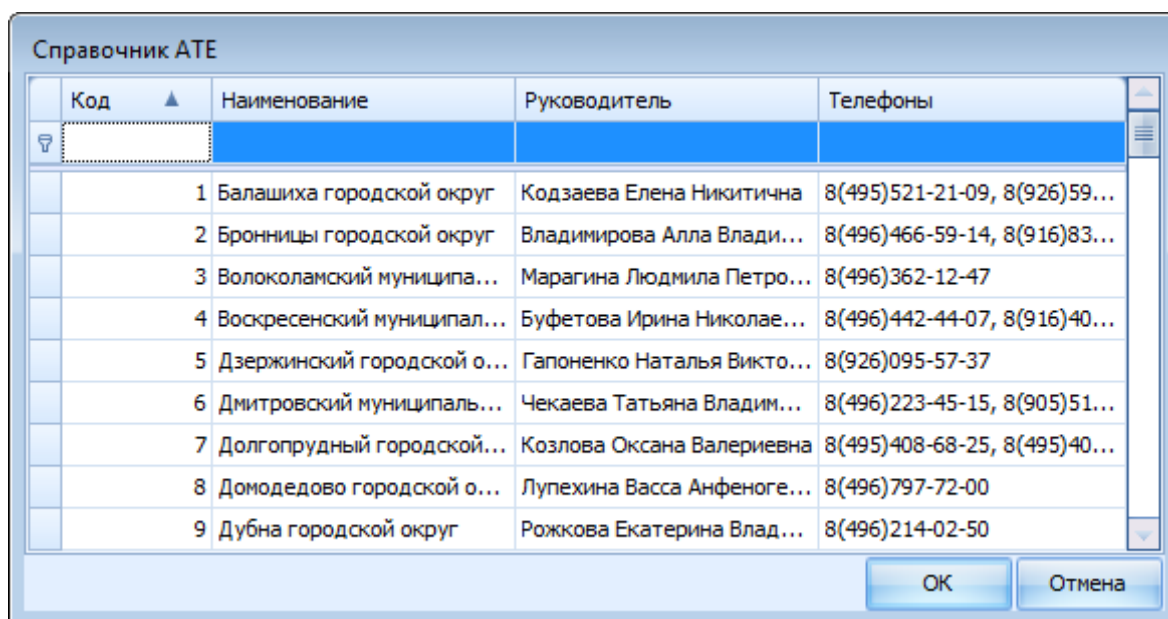 Справочник АТЕ
Код Наименование Руководитель Телефоны
1 Балашиха городской округ Кодзаева Елена Никитична 8(495)521-21-09, 8(926)59...
2 Бронницы городской округ Владимирова Алла Влади... 8(496)466-59-14, 8(916)83...
3 Волоколамский муниципа... Марагина Людмила Петро... 8(496)362-12-47
4 Воскресенский муниципал... Буфетова Ирина Николае... 8(496)442-44-07, 8(916)40...
5 Дзержинский городской о... Гапоненко Наталья Викто... 8(926)095-57-37
6 Дмитровский муниципаль... Чекаева Татьяна Владим... 8(496)223-45-15, 8(905)51...
7 Долгопрудный городской... Козлова Оксана Валериевна 8(495)408-68-25, 8(495)40...
8 Домодедово городской о... Лупехина Васса Анфеноге... 8(496)797-72-00
9 Дубна городской округ Рожкова Екатерина Влад... 8(496)214-02-50
ОК Отмена